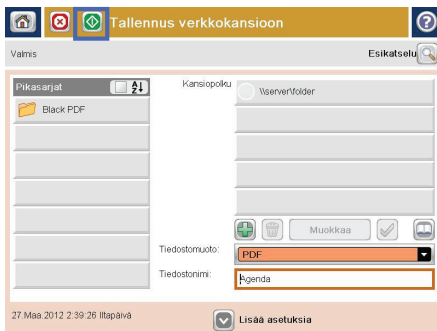 Tallennus verkkokansioon
Valmis
Esikatselu
Pikasarjat
Black PDF
Kansiopolku
\\server\folder
Muokkaa
Tiedostomuoto:
PDF
Tiedostonimi:
Agenda
27.Maa.2012 2:39:26 Iltapäivä
Lisää asetuksia